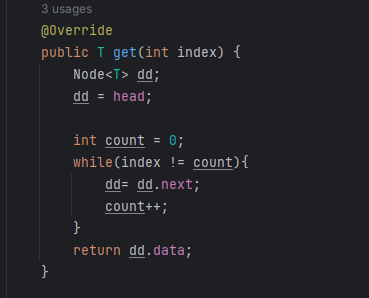 3 usages
@Override
public T get(int index) {
Node<T> dd;
dd = head;
int count = 0;
while(index != count){
dd= dd.next;
count++;
}
return dd.data;
}